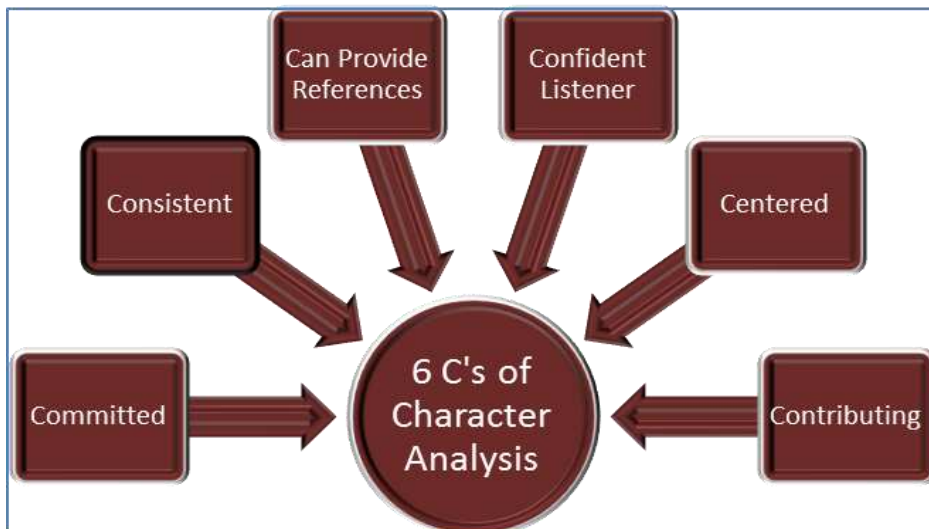 Can Provide
References
Confident
Listener
Consistent
Centered
Committed
6 C's of
Character
Analysis
Contributing